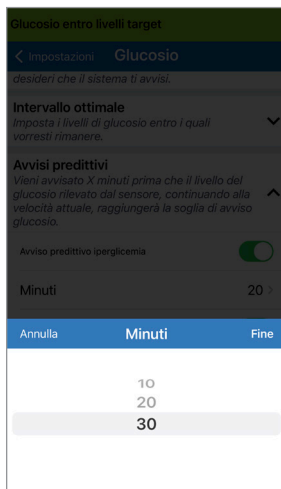 Glucosio entro livelli target
Impostazioni Glucosio
desideri che il sistema ti avvisi.
Intervallo ottimale
Imposta i livelli di glucosio entro i quali
vorresti rimanere.
Avvisi predittivi
Vieni avvisato X minuti prima che il livello del
glucosio rilevato dal sensore, continuando alla
velocità attuale, raggiungerà la soglia di avviso
glucosio.
Avviso predittivo iperglicemia
Minuti 20
Annulla Minuti Fine
10
20
30